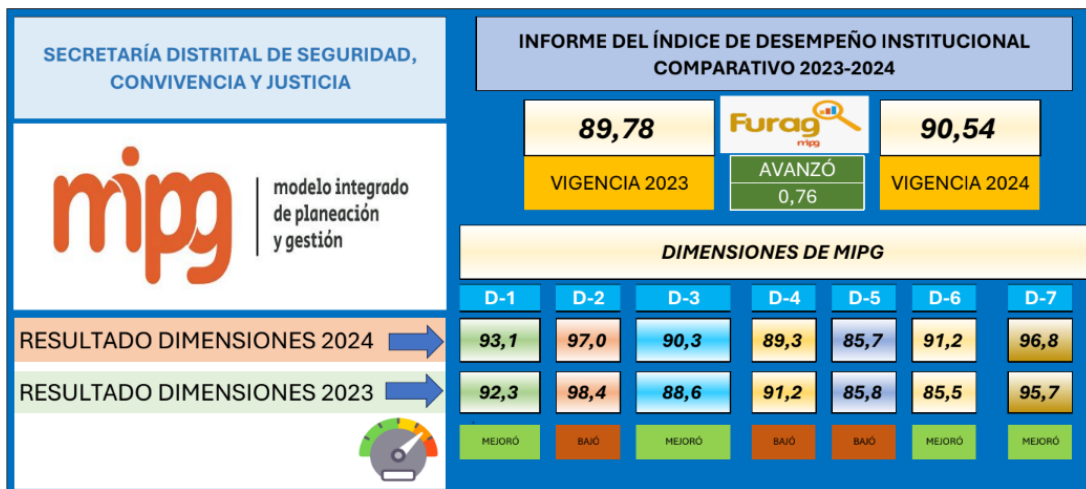 SECRETARÍA DISTRITAL DE SEGURIDAD,
CONVIVENCIA Y JUSTICIA
INFORME DEL ÍNDICE DE DESEMPEÑO INSTITUCIONAL
COMPARATIVO 2023-2024
89,78
Furag
mipg
90,54
VIGENCIA 2023
AVANZÓ
0,76
VIGENCIA 2024
mipg
modelo integrado
de planeación
y gestión
DIMENSIONES DE MIPG
D-1 D-2 D-3 D-4 D-5 D-6 D-7
RESULTADO DIMENSIONES 2024 93,1 97,0 90,3 89,3 85,7 91,2 96,8
RESULTADO DIMENSIONES 2023 92,3 98,4 88,6 91,2 85,8 85,5 95,7
MEJORÓ BAJÓ MEJORÓ BAJÓ BAJÓ MEJORÓ MEJORÓ